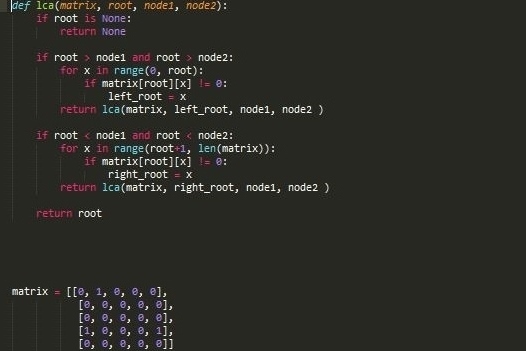 def lca(matrix, root, node1, node2):
    if root is None:
        return None

    if root > node1 and root > node2:
        for x in range(0, root):
            if matrix[root][x] != 0:
                left_root = x
        return lca(matrix, left_root, node1, node2 )

    if root < node1 and root < node2:
        for x in range(root+1, len(matrix)):
            if matrix[root][x] != 0:
                right_root = x
        return lca(matrix, right_root, node1, node2 )

    return root

matrix = [[0, 1, 0, 0, 0],
          [0, 0, 0, 0, 0],
          [0, 0, 0, 0, 0],
          [1, 0, 0, 0, 1],
          [0, 0, 0, 0, 0]]